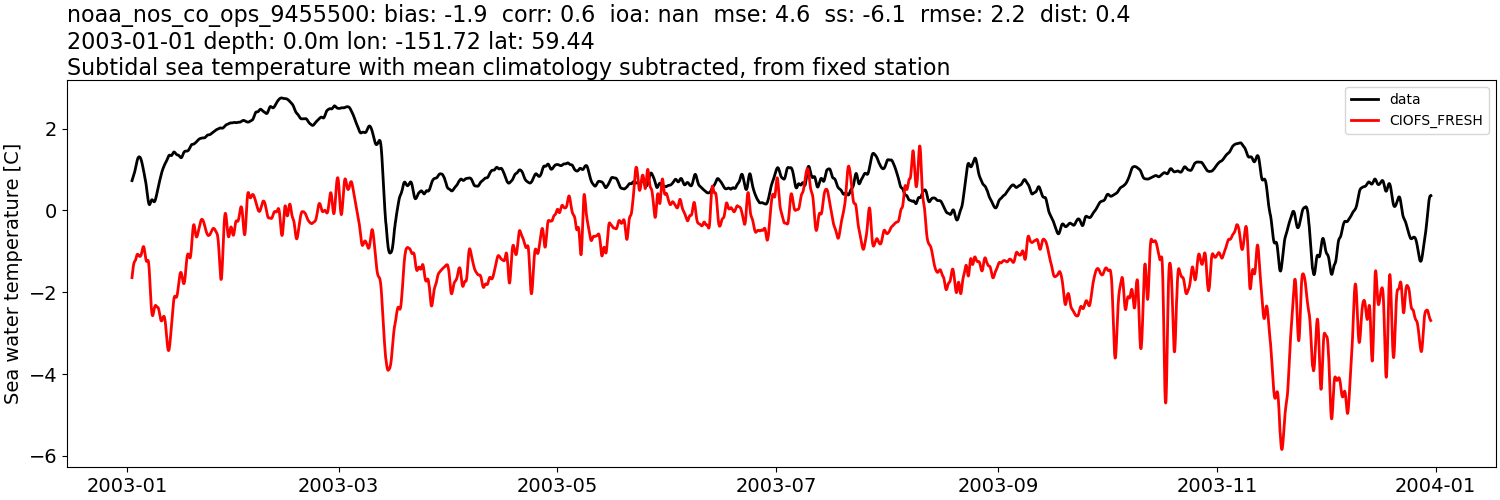 noaa_nos_co_ops_9455500: bias: -1.9  corr: 0.6  ioa: nan  mse: 4.6  ss: -6.1  rmse: 2.2  dist: 0.4
2003-01-01 depth: 0.0m lon: -151.72 lat: 59.44
Subtidal sea temperature with mean climatology subtracted, from fixed station
data
CIOFS_FRESH
Sea water temperature [C]
2
0
−2
−4
−6
2003-01 2003-03 2003-05 2003-07 2003-09 2003-11 2004-01